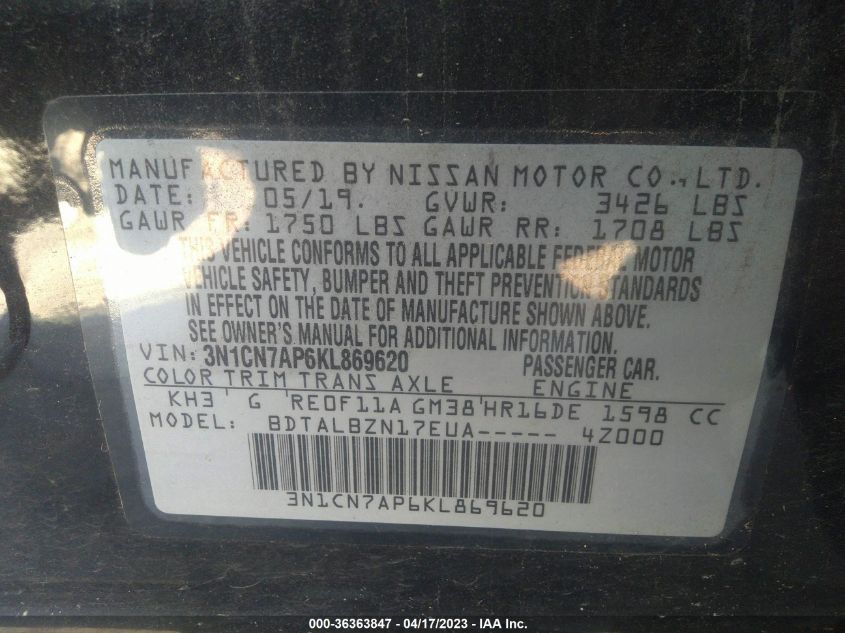 MANUFACTURED BY NISSAN MOTOR CO., LTD.
DATE: 05/19. GVWR: 3426 LBS
GAWR FR: 1750 LBS GAWR RR: 1708 LBS
THIS VEHICLE CONFORMS TO ALL APPLICABLE FEDERAL MOTOR
VEHICLE SAFETY, BUMPER AND THEFT PREVENTION STANDARDS
IN EFFECT ON THE DATE OF MANUFACTURE SHOWN ABOVE.
SEE OWNER'S MANUAL FOR ADDITIONAL INFORMATION.
VIN: 3N1CN7AP6KL869620 PASSENGER CAR.
COLOR TRIM TRANS AXLE ENGINE
KH3 G RE0F11A GM38 HR16DE 1598 CC
MODEL: BDTALBZN17EUA----- 4Z000
3N1CN7AP6KL869620
000-36363847 - 04/17/2023 - IAA Inc.